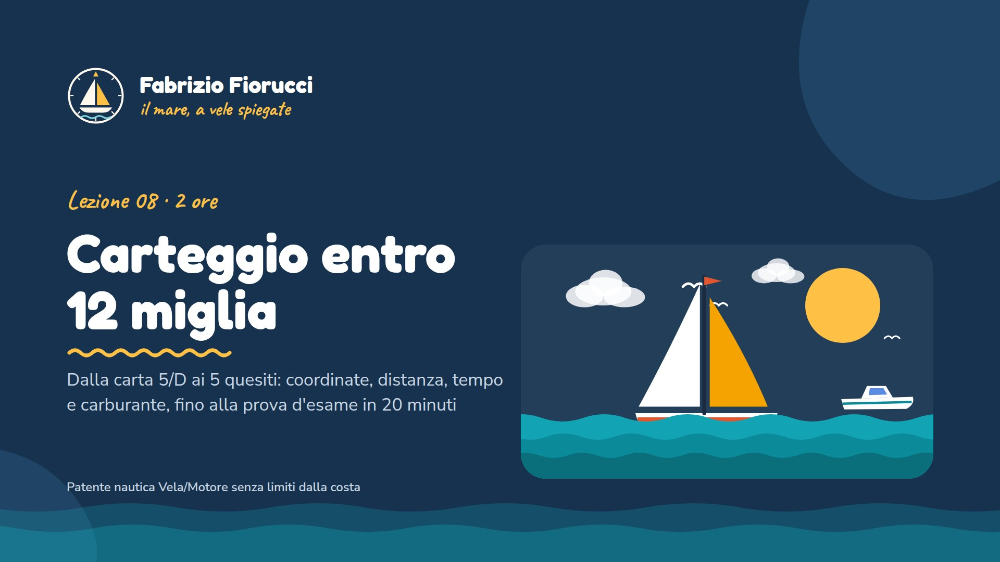 Fabrizio Fiorucci
il mare, a vele spiegate
Lezione 08 · 2 ore
Carteggio entro
12 miglia
Dalla carta 5/D ai 5 quesiti: coordinate, distanza, tempo
e carburante, fino alla prova d'esame in 20 minuti
Patente nautica Vela/Motore senza limiti dalla costa